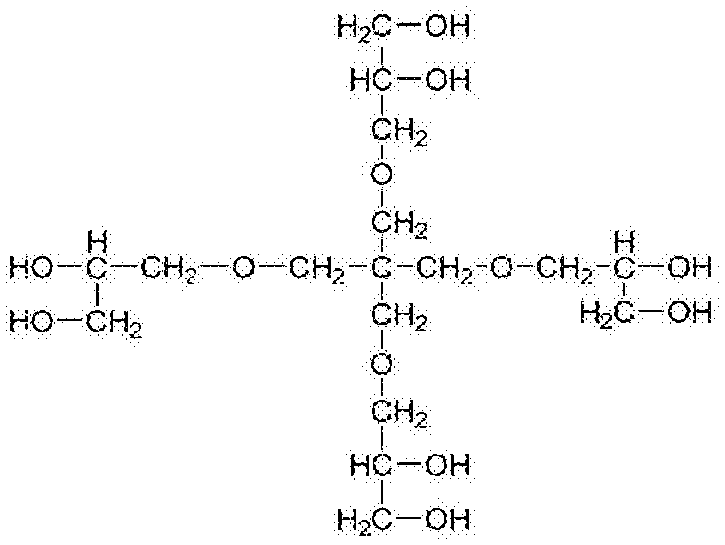 H₂C—OH
HC—OH
CH₂
O
CH₂
H H
HO—C—CH₂—O—CH₂—C—CH₂—O—CH₂—C—OH
HO—CH₂ H₂C—OH
CH₂
O
CH₂
HC—OH
H₂C—OH